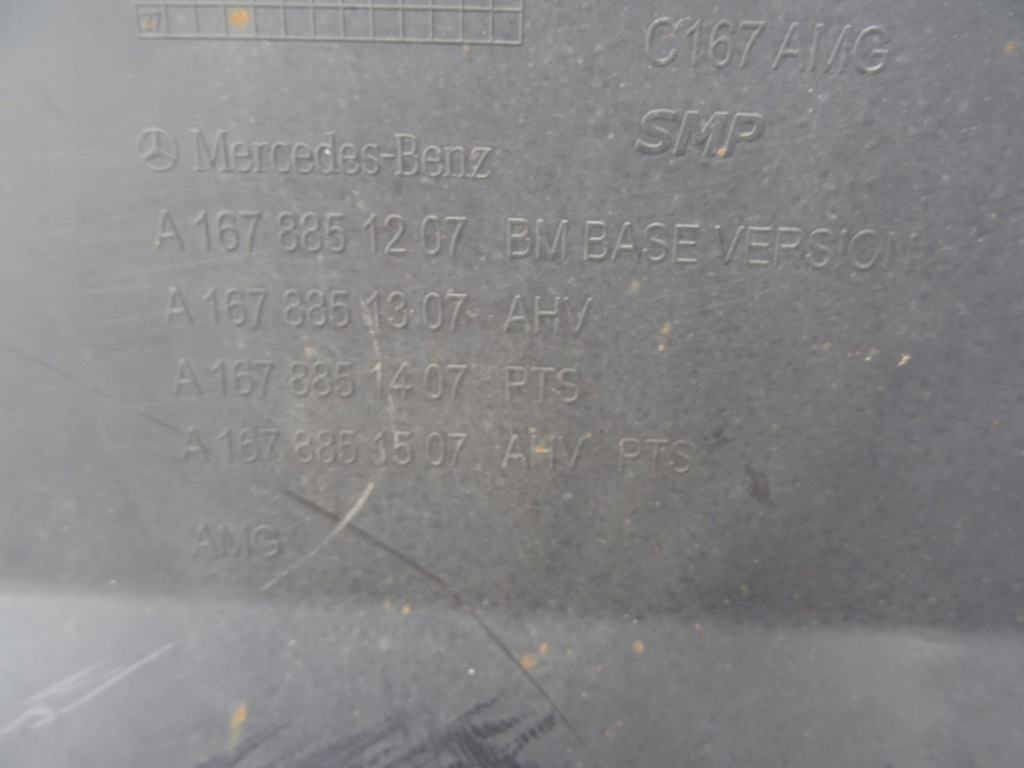 C167 AMG
SMP
Mercedes-Benz
A 167 885 12 07 BM BASE VERSION
A 167 885 13 07 AHV
A 167 885 14 07 PTS
A 167 885 15 07 AHV PTS
AMG